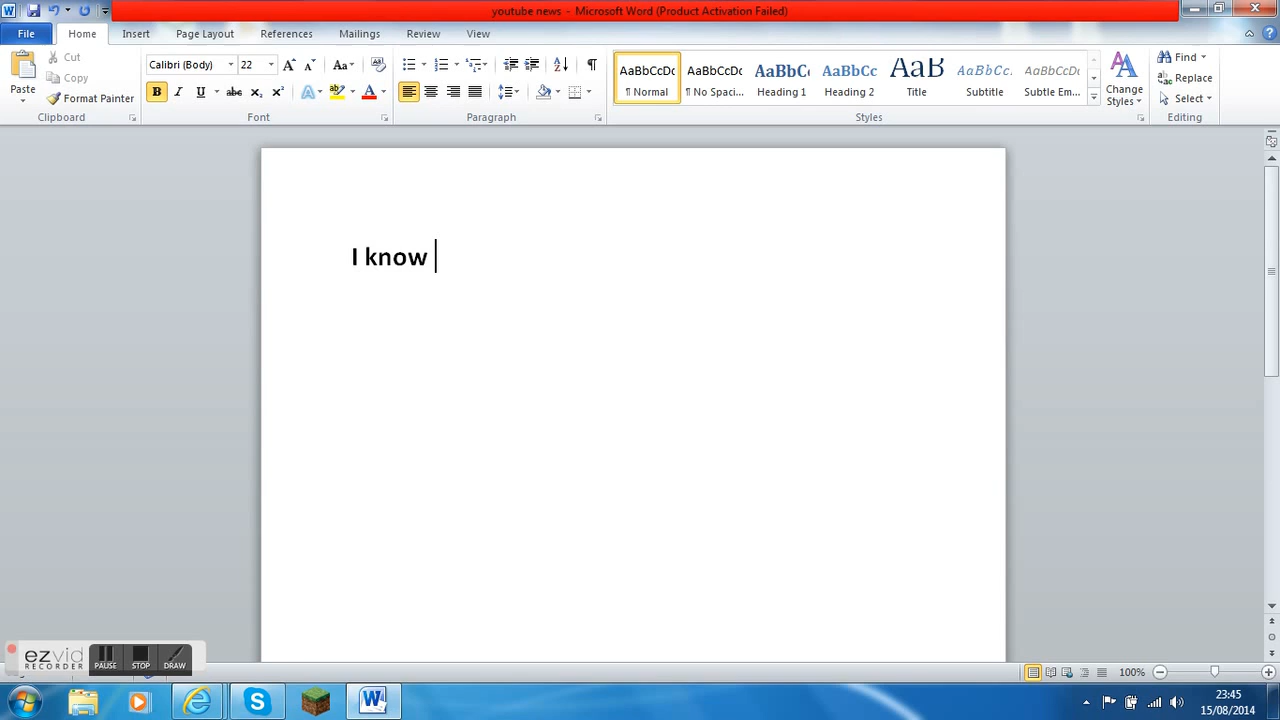 youtube news - Microsoft Word (Product Activation Failed)
File Home Insert Page Layout References Mailings Review View
Paste
Cut
Copy
Format Painter
Clipboard
Calibri (Body) 22
Font
Paragraph
AaBbCcDc AaBbCcDc AaBbCc AaBbCc AaB AaBbCc. AaBbCcDc
¶ Normal ¶ No Spaci... Heading 1 Heading 2 Title Subtitle Subtle Em...
Change Styles
Styles
Find
Replace
Select
Editing
I know
ezvid
RECORDER
PAUSE STOP DRAW
100%
23:45
15/08/2014